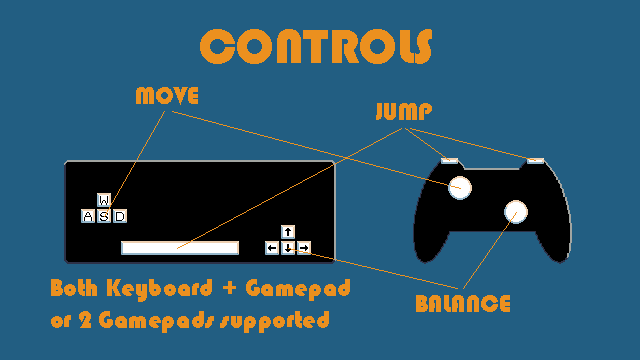 CONTROLS
MOVE
JUMP
W
A S D
↑
← ↓ →
Both Keyboard + Gamepad
or 2 Gamepads supported
BALANCE